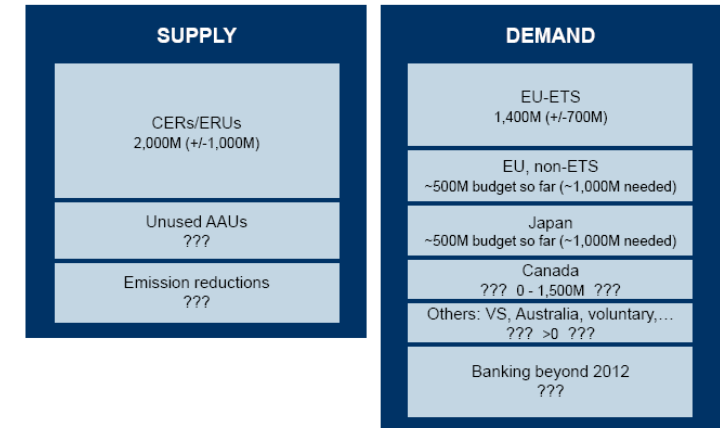 SUPPLY
CERs/ERUs
2,000M (+/-1,000M)
Unused AAUs
???
Emission reductions
???
DEMAND
EU-ETS
1,400M (+/-700M)
EU, non-ETS
~500M budget so far (~1,000M needed)
Japan
~500M budget so far (~1,000M needed)
Canada
??? 0 - 1,500M ???
Others: VS, Australia, voluntary,...
??? >0 ???
Banking beyond 2012
???